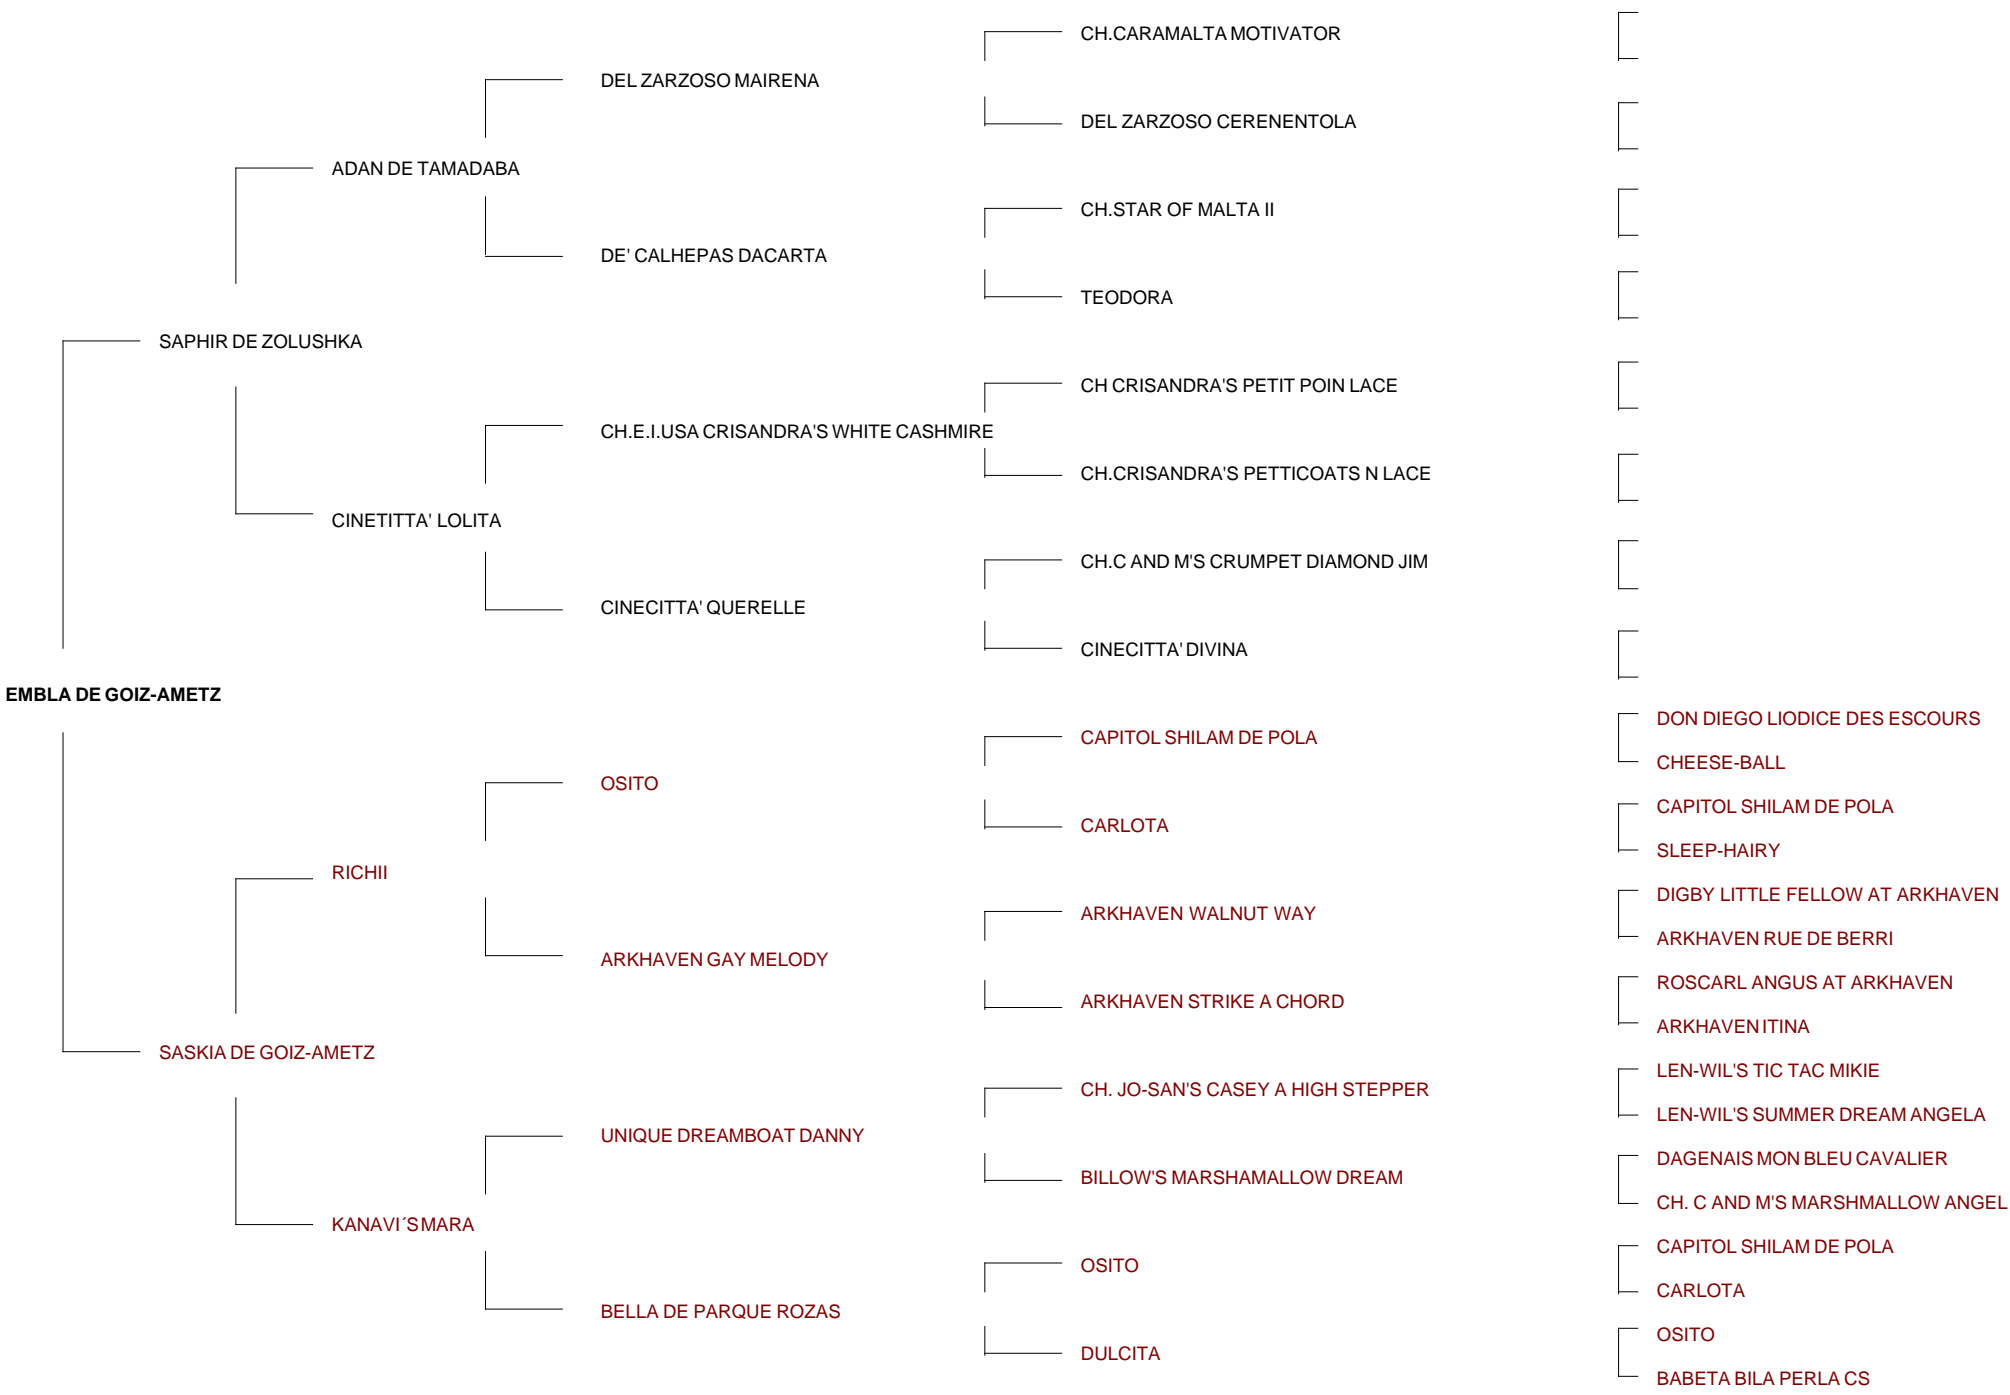 CH.CARAMALTA MOTIVATOR
DEL ZARZOSO MAIRENA
DEL ZARZOSO CERENENTOLA
ADAN DE TAMADABA
CH.STAR OF MALTA II
DE' CALHEPAS DACARTA
TEODORA
SAPHIR DE ZOLUSHKA
CH CRISANDRA'S PETIT POIN LACE
CH.E.I.USA CRISANDRA'S WHITE CASHMIRE
CH.CRISANDRA'S PETTICOATS N LACE
CINETITTA' LOLITA
CH.C AND M'S CRUMPET DIAMOND JIM
CINECITTA' QUERELLE
CINECITTA' DIVINA
EMBLA DE GOIZ-AMETZ
DON DIEGO LIODICE DES ESCOURS
CAPITOL SHILAM DE POLA
CHEESE-BALL
OSITO
CAPITOL SHILAM DE POLA
CARLOTA
SLEEP-HAIRY
RICHII
DIGBY LITTLE FELLOW AT ARKHAVEN
ARKHAVEN WALNUT WAY
ARKHAVEN RUE DE BERRI
ARKHAVEN GAY MELODY
ROSCARL ANGUS AT ARKHAVEN
ARKHAVEN STRIKE A CHORD
ARKHAVEN ITINA
SASKIA DE GOIZ-AMETZ
LEN-WIL'S TIC TAC MIKIE
CH. JO-SAN'S CASEY A HIGH STEPPER
LEN-WIL'S SUMMER DREAM ANGELA
UNIQUE DREAMBOAT DANNY
DAGENAIS MON BLEU CAVALIER
BILLOW'S MARSHAMALLOW DREAM
CH. C AND M'S MARSHMALLOW ANGEL
KANAVI´S MARA
CAPITOL SHILAM DE POLA
OSITO
CARLOTA
BELLA DE PARQUE ROZAS
OSITO
DULCITA
BABETA BILA PERLA CS